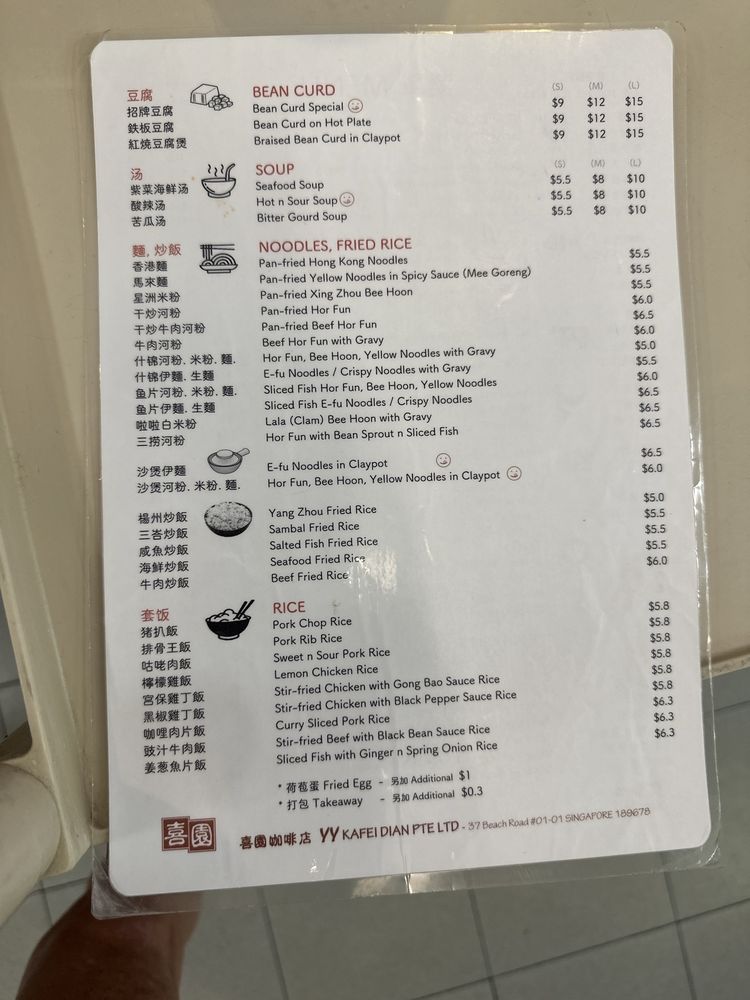 豆腐 BEAN CURD (S) (M) (L)
招牌豆腐 Bean Curd Special $9 $12 $15
鉄板豆腐 Bean Curd on Hot Plate $9 $12 $15
紅燒豆腐煲 Braised Bean Curd in Claypot $9 $12 $15
汤 SOUP (S) (M) (L)
紫菜海鮮汤 Seafood Soup $5.5 $8 $10
酸辣汤 Hot n Sour Soup $5.5 $8 $10
苦瓜汤 Bitter Gourd Soup $5.5 $8 $10
麵, 炒飯 NOODLES, FRIED RICE
香港麵 Pan-fried Hong Kong Noodles $5.5
馬來麵 Pan-fried Yellow Noodles in Spicy Sauce (Mee Goreng) $5.5
星洲米粉 Pan-fried Xing Zhou Bee Hoon $5.5
干炒河粉 Pan-fried Hor Fun $6.0
干炒牛肉河粉 Pan-fried Beef Hor Fun $6.5
牛肉河粉 Beef Hor Fun with Gravy $6.0
什锦河粉. 米粉. 麵. Hor Fun, Bee Hoon, Yellow Noodles with Gravy $5.0
什锦伊麵. 生麵 E-fu Noodles / Crispy Noodles with Gravy $5.5
鱼片河粉. 米粉. 麵. Sliced Fish Hor Fun, Bee Hoon, Yellow Noodles $6.0
鱼片伊麵. 生麵 Sliced Fish E-fu Noodles / Crispy Noodles $6.5
啦啦白米粉 Lala (Clam) Bee Hoon with Gravy $6.5
三捞河粉 Hor Fun with Bean Sprout n Sliced Fish $6.5
沙煲伊麵 E-fu Noodles in Claypot $6.5
沙煲河粉. 米粉. 麵. Hor Fun, Bee Hoon, Yellow Noodles in Claypot $6.0
楊州炒飯 Yang Zhou Fried Rice $5.0
三峇炒飯 Sambal Fried Rice $5.5
咸魚炒飯 Salted Fish Fried Rice $5.5
海鮮炒飯 Seafood Fried Rice $5.5
牛肉炒飯 Beef Fried Rice $6.0
套饭 RICE
猪扒飯 Pork Chop Rice $5.8
排骨王飯 Pork Rib Rice $5.8
咕咾肉飯 Sweet n Sour Pork Rice $5.8
檸檬雞飯 Lemon Chicken Rice $5.8
宮保雞丁飯 Stir-fried Chicken with Gong Bao Sauce Rice $5.8
黑椒雞丁飯 Stir-fried Chicken with Black Pepper Sauce Rice $5.8
咖哩肉片飯 Curry Sliced Pork Rice $6.3
豉汁牛肉飯 Stir-fried Beef with Black Bean Sauce Rice $6.3
姜葱魚片飯 Sliced Fish with Ginger n Spring Onion Rice $6.3
* 荷苞蛋 Fried Egg - 另加 Additional $1
* 打包 Takeaway - 另加 Additional $0.3
喜園 喜園咖啡店 YY KAFEI DIAN PTE LTD - 37 Beach Road #01-01 SINGAPORE 189678